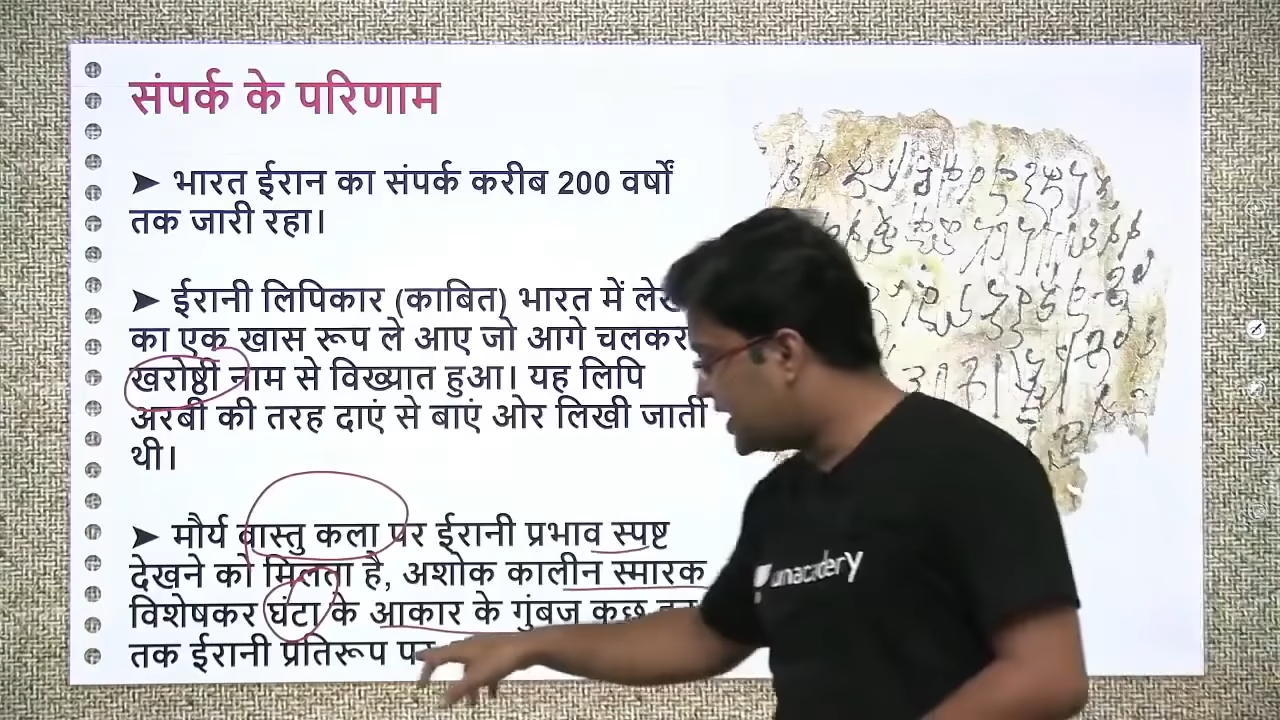 संपर्क के परिणाम
➤ भारत ईरान का संपर्क करीब 200 वर्षों
तक जारी रहा।
➤ ईरानी लिपिकार (काबित) भारत में
का एक खास रूप ले आए जो आगे चलकर
खरोष्ठी नाम से विख्यात हुआ। यह लिपि
अरबी की तरह दाएं से बाएं ओर लिखी जाती
थी।
➤ मौर्य वास्तु कला पर ईरानी प्रभाव स्पष्ट
देखने को मिलता है, अशोक कालीन स्मारक
विशेषकर घंटा के आकार के गुंबज कुछ
तक ईरानी प्रतिरूप
unacademy